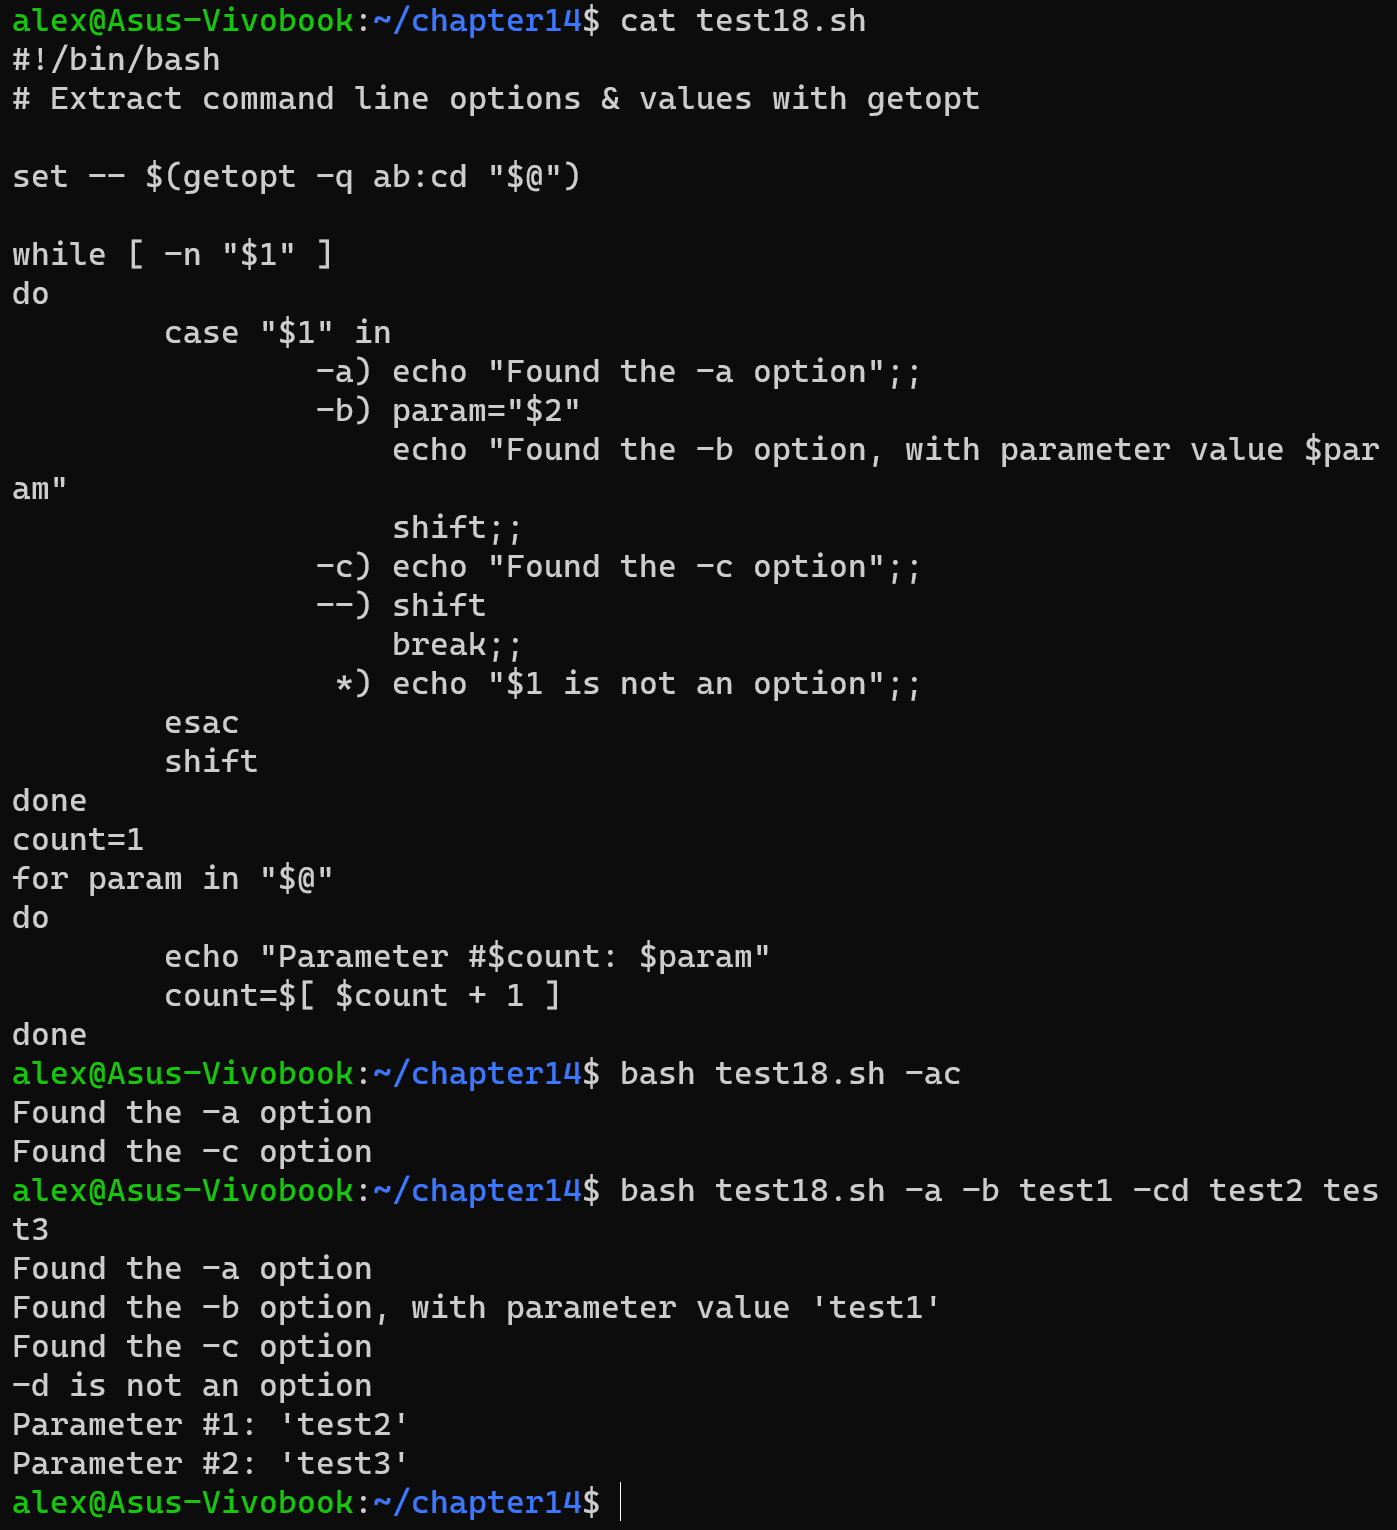 alex@Asus-Vivobook:~/chapter14$ cat test18.sh
#!/bin/bash
# Extract command line options & values with getopt

set -- $(getopt -q ab:cd "$@")

while [ -n "$1" ]
do
        case "$1" in
                -a) echo "Found the -a option";;
                -b) param="$2"
                    echo "Found the -b option, with parameter value $par
am"
                    shift;;
                -c) echo "Found the -c option";;
                --) shift
                    break;;
                 *) echo "$1 is not an option";;
        esac
        shift
done
count=1
for param in "$@"
do
        echo "Parameter #$count: $param"
        count=$[ $count + 1 ]
done
alex@Asus-Vivobook:~/chapter14$ bash test18.sh -ac
Found the -a option
Found the -c option
alex@Asus-Vivobook:~/chapter14$ bash test18.sh -a -b test1 -cd test2 tes
t3
Found the -a option
Found the -b option, with parameter value 'test1'
Found the -c option
-d is not an option
Parameter #1: 'test2'
Parameter #2: 'test3'
alex@Asus-Vivobook:~/chapter14$